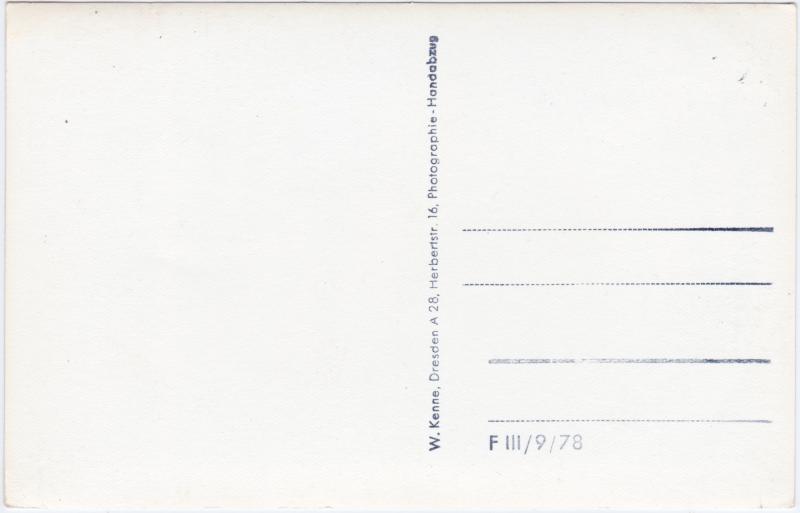 W. Kenne, Dresden A 28, Herbertstr. 16, Photographie - Handabzug
F III/9/78